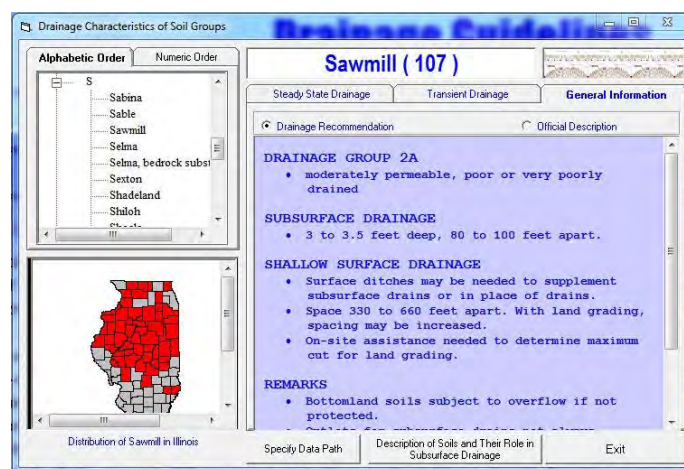 Drainage Guidelines
Drainage Characteristics of Soil Groups
Alphabetic Order
Numeric Order
S
Sabina
Sable
Sawmill
Selma
Selma, bedrock subst
Sexton
Shadeland
Shiloh
Distribution of Sawmill in Illinois
Sawmill ( 107 )
Steady State Drainage
Transient Drainage
General Information
Drainage Recommendation
Official Description
DRAINAGE GROUP 2A
• moderately permeable, poor or very poorly
drained
SUBSURFACE DRAINAGE
• 3 to 3.5 feet deep, 80 to 100 feet apart.
SHALLOW SURFACE DRAINAGE
• Surface ditches may be needed to supplement
subsurface drains or in place of drains.
• Space 330 to 660 feet apart. With land grading,
spacing may be increased.
• On-site assistance needed to determine maximum
cut for land grading.
REMARKS
• Bottomland soils subject to overflow if not
protected.
• Outlets for subsurface drains not always
Specify Data Path
Description of Soils and Their Role in
Subsurface Drainage
Exit